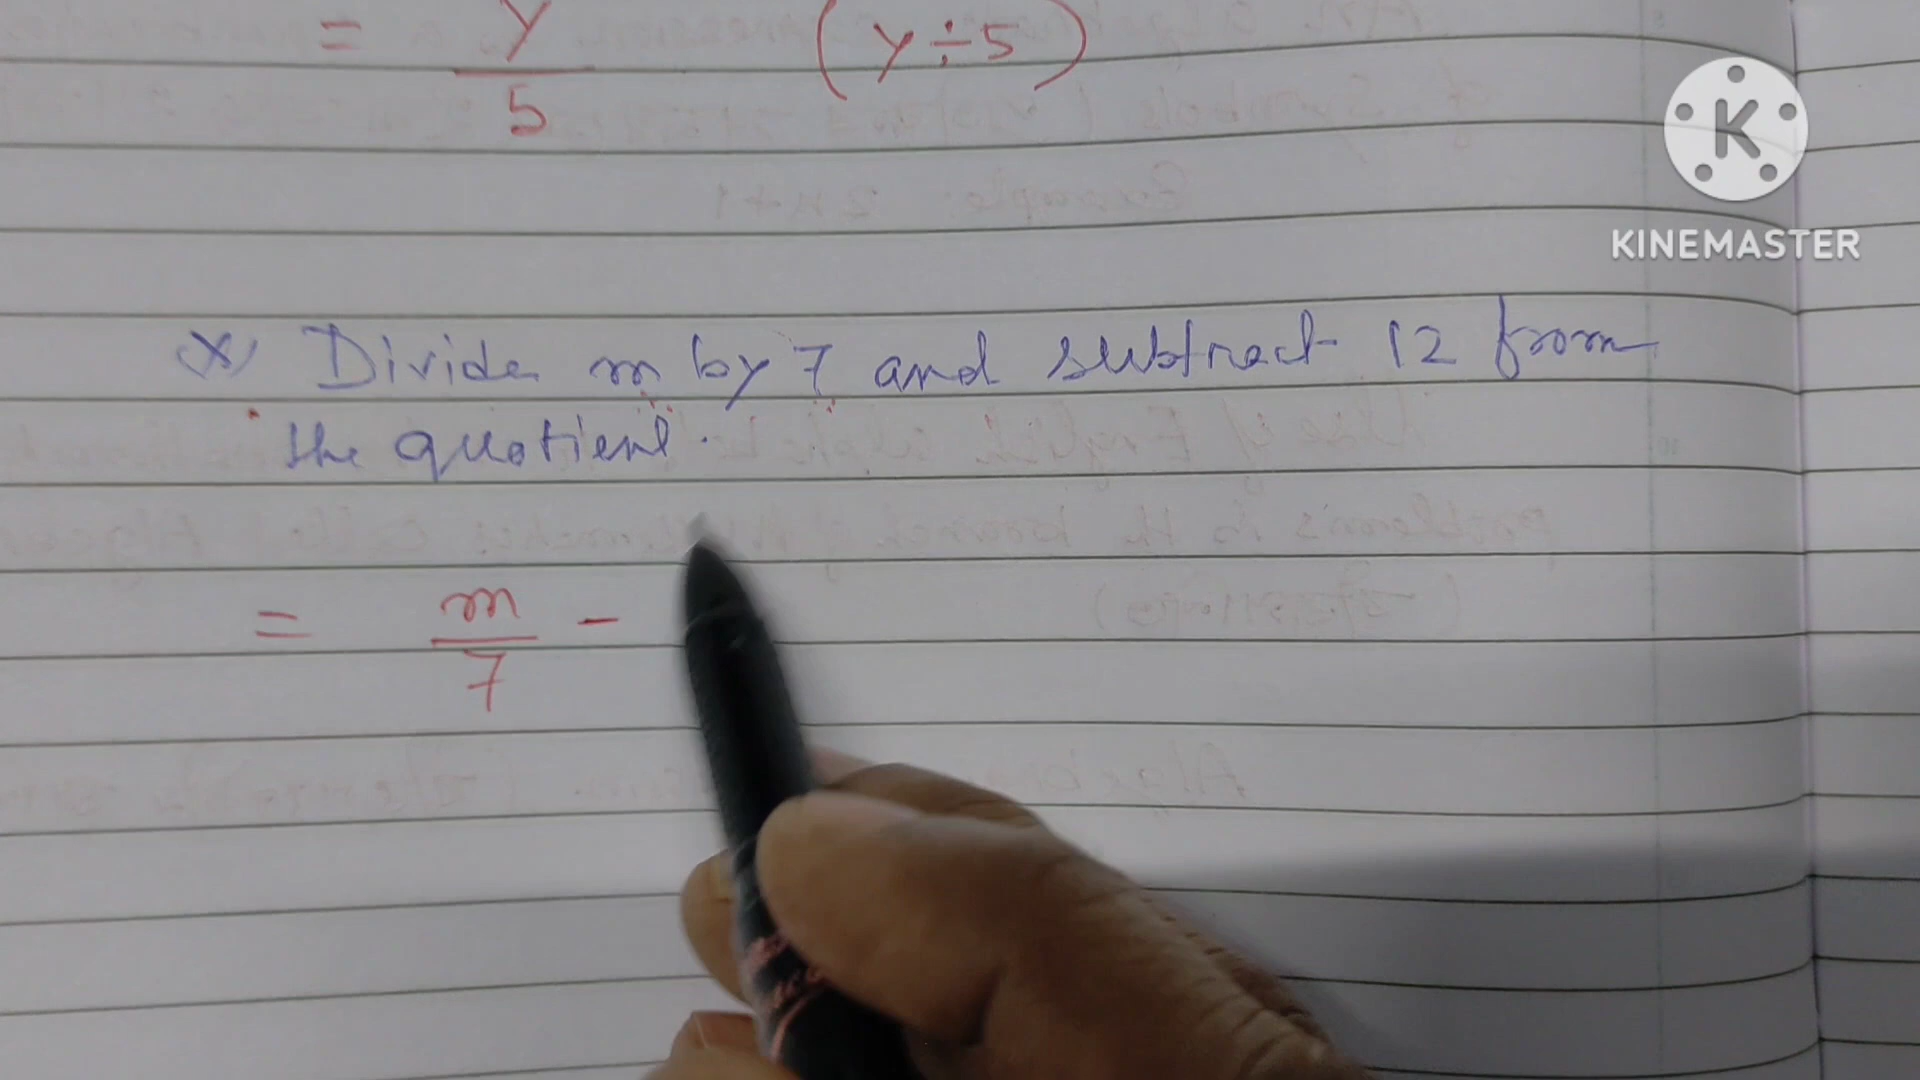 = y/5 (y÷5)
K
KINEMASTER
x) Divide m by 7 and subtract 12 from
the quotient.
= m/7 -